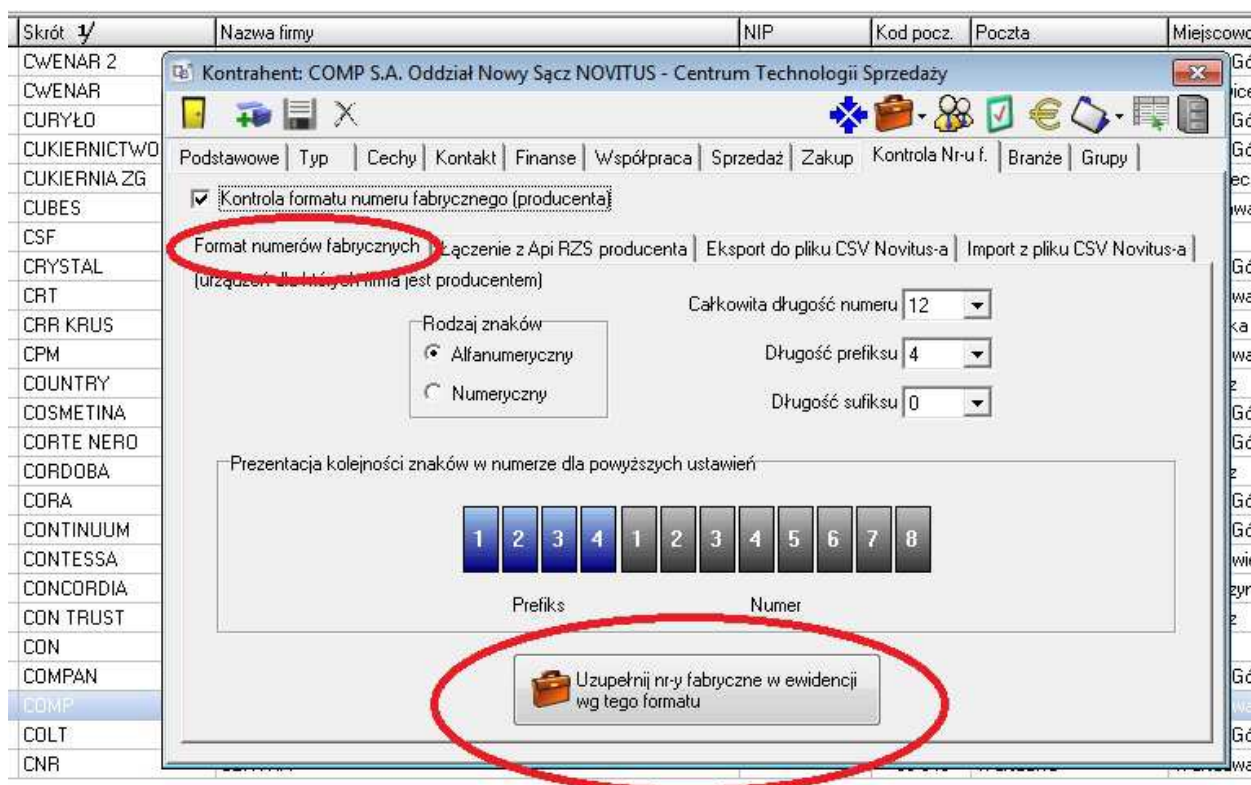 Skrót 1/ Nazwa firmy NIP Kod pocz. Poczta Miejscowo
CWENAR 2
Kontrahent: COMP S.A. Oddział Nowy Sącz NOVITUS - Centrum Technologii Sprzedaży
CWENAR
CURYŁO
CUKIERNICTWO
Podstawowe Typ Cechy Kontakt Finanse Współpraca Sprzedaż Zakup Kontrola Nr-u f. Branże Grupy
CUKIERNIA ZG
Kontrola formatu numeru fabrycznego (producenta)
CUBES
CSF
Format numerów fabrycznych Łączenie z Api RZS producenta Eksport do pliku CSV Novitus-a Import z pliku CSV Novitus-a
CRYSTAL
(urządzeń dla których firma jest producentem)
CRT
Całkowita długość numeru 12
CRR KRUS
Rodzaj znaków
CPM
Alfanumeryczny
Długość prefiksu 4
COUNTRY
Numeryczny
Długość sufiksu 0
COSMETINA
CORTE NERO
Prezentacja kolejności znaków w numerze dla powyższych ustawień
CORDOBA
CORA
CONTINUUM
1 2 3 4 1 2 3 4 5 6 7 8
CONTESSA
CONCORDIA
Prefiks Numer
CON TRUST
CON
COMPAN
Uzupełnij nr-y fabryczne w ewidencji
wg tego formatu
COMP
COLT
CNR